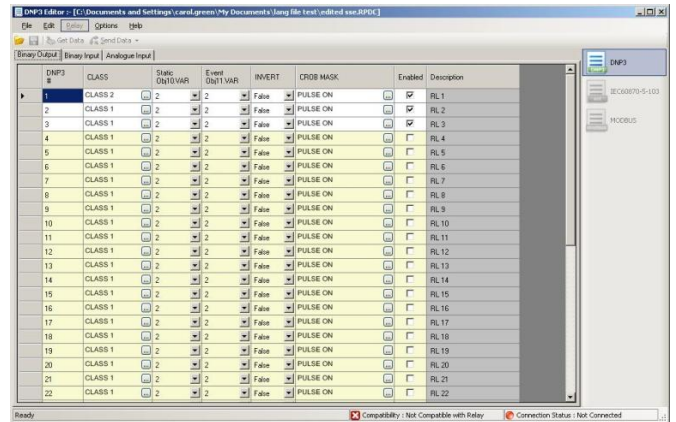 DNP3 Editor :- [C:\Documents and Settings\carol.green\My Documents\lang file test\edited sse.RPDC]
File Edit Relay Options Help
Get Data Send Data
Binary Output Binary Input Analogue Input
DNP3 # CLASS Static Obj10.VAR Event Obj11.VAR INVERT CROB MASK Enabled Description
1 CLASS 2 ... 2 2 False PULSE ON ... RL 1
2 CLASS 1 ... 2 2 False PULSE ON ... RL 2
3 CLASS 1 ... 2 2 False PULSE ON ... RL 3
4 CLASS 1 ... 2 2 False PULSE ON ... RL 4
5 CLASS 1 ... 2 2 False PULSE ON ... RL 5
6 CLASS 1 ... 2 2 False PULSE ON ... RL 6
7 CLASS 1 ... 2 2 False PULSE ON ... RL 7
8 CLASS 1 ... 2 2 False PULSE ON ... RL 8
9 CLASS 1 ... 2 2 False PULSE ON ... RL 9
10 CLASS 1 ... 2 2 False PULSE ON ... RL 10
11 CLASS 1 ... 2 2 False PULSE ON ... RL 11
12 CLASS 1 ... 2 2 False PULSE ON ... RL 12
13 CLASS 1 ... 2 2 False PULSE ON ... RL 13
14 CLASS 1 ... 2 2 False PULSE ON ... RL 14
15 CLASS 1 ... 2 2 False PULSE ON ... RL 15
16 CLASS 1 ... 2 2 False PULSE ON ... RL 16
17 CLASS 1 ... 2 2 False PULSE ON ... RL 17
18 CLASS 1 ... 2 2 False PULSE ON ... RL 18
19 CLASS 1 ... 2 2 False PULSE ON ... RL 19
20 CLASS 1 ... 2 2 False PULSE ON ... RL 20
21 CLASS 1 ... 2 2 False PULSE ON ... RL 21
22 CLASS 1 ... 2 2 False PULSE ON ... RL 22
DNP3
IEC60870-5-103
MODBUS
Ready Compatibility : Not Compatible with Relay Connection Status : Not Connected